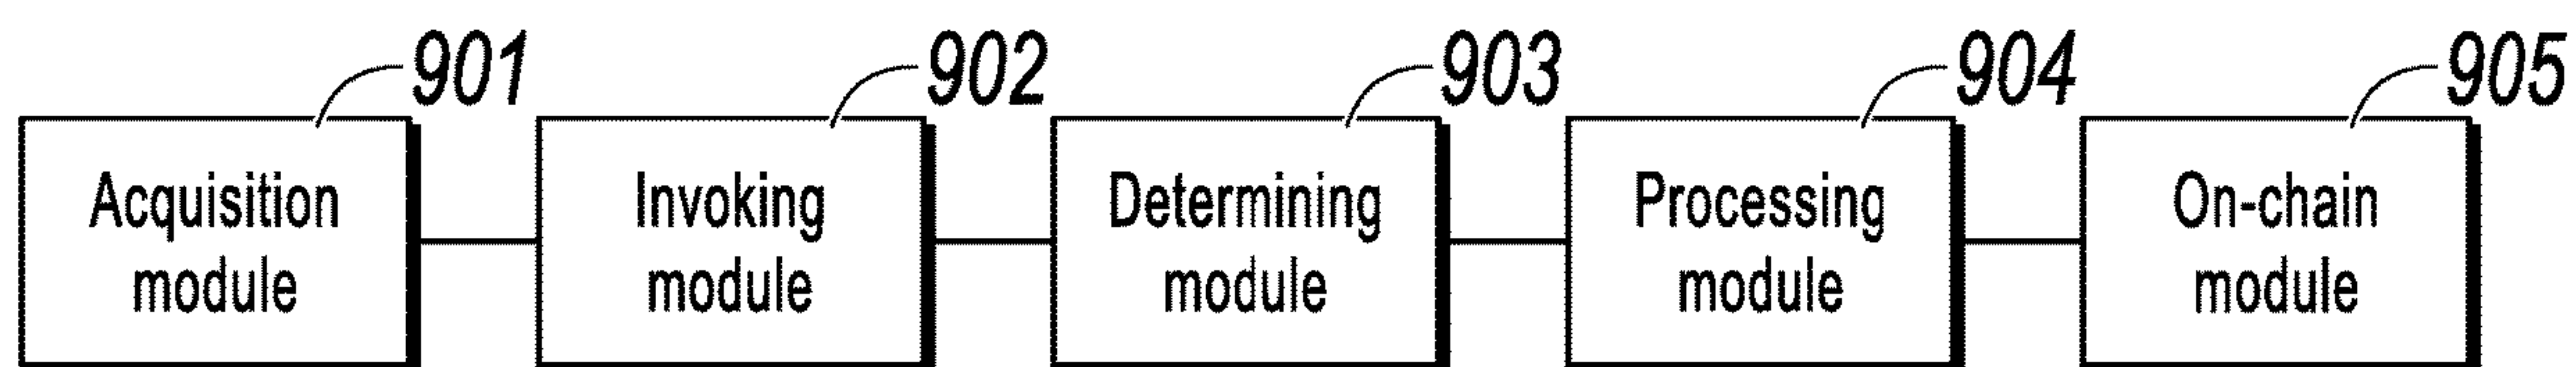 901
902
903
904
905
Acquisition
module
Invoking
module
Determining
module
Processing
module
On-chain
module